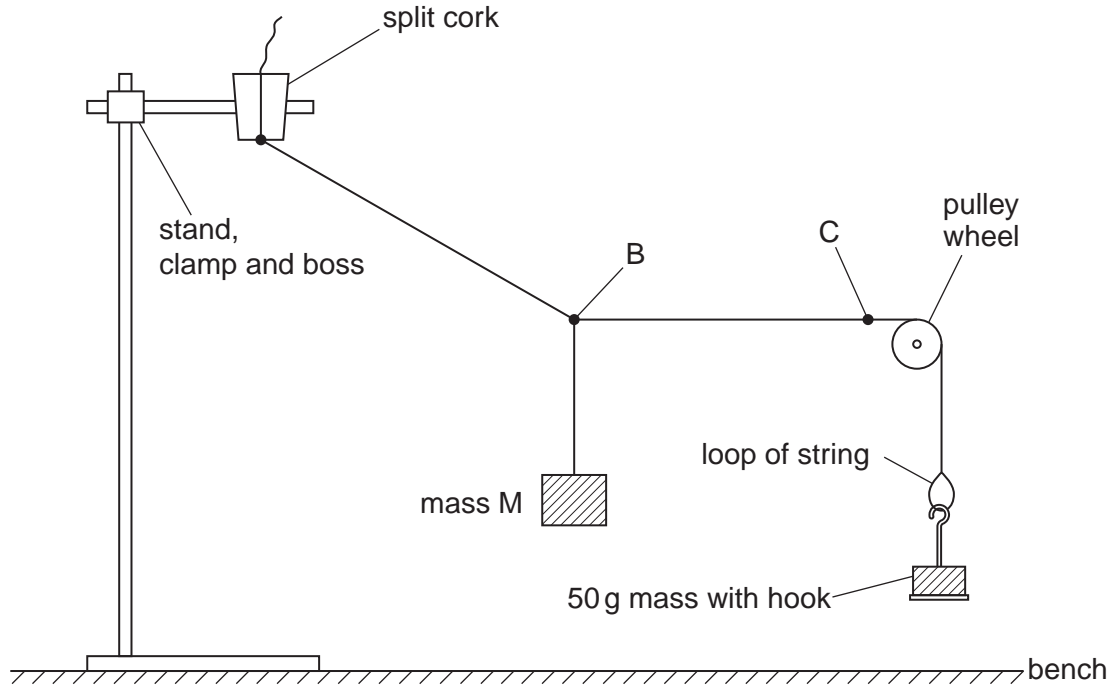 split cork
stand,
clamp and boss
B
C
pulley
wheel
loop of string
mass M
50 g mass with hook
bench